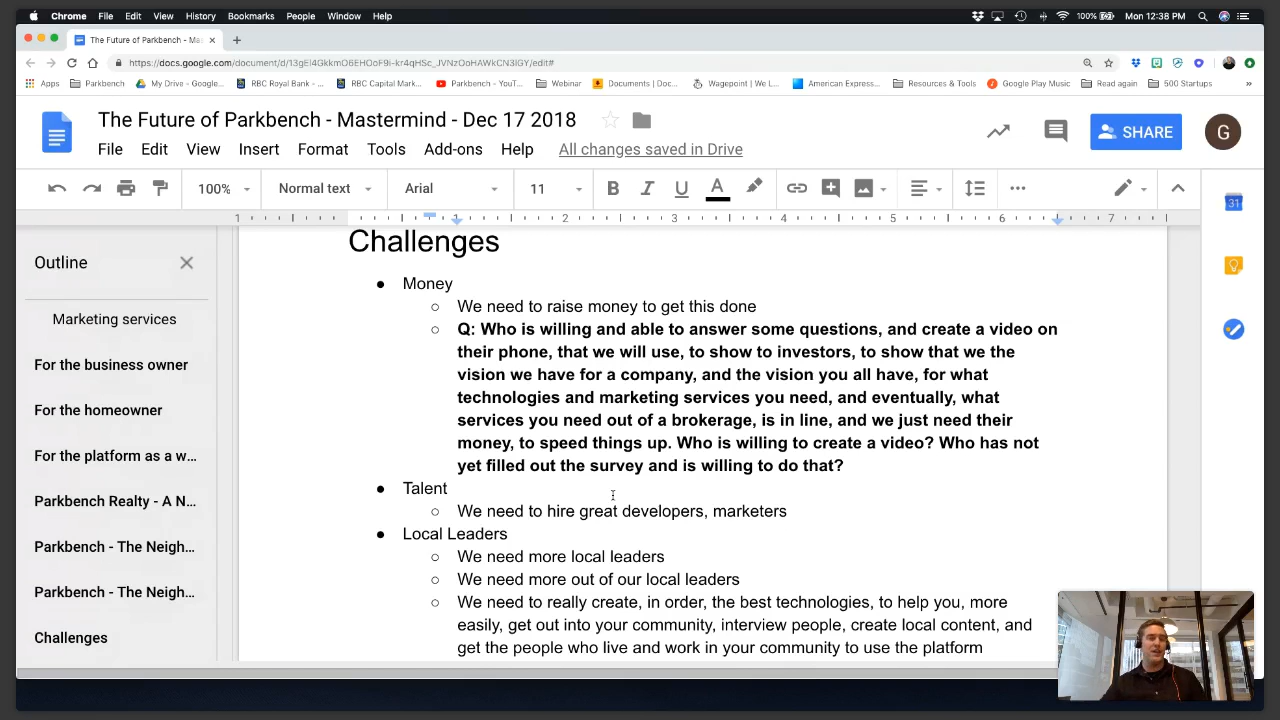 Chrome File Edit View History Bookmarks People Window Help 100% Mon 12:38 PM
The Future of Parkbench - Ma
https://docs.google.com/document/d/13gEl4GkkmO6EHOoF9i-kr4qHSc_JVNzOoHAWkCN3IGY/edit#
Apps Parkbench My Drive - Google... RBC Royal Bank - ... RBC Capital Mark... Parkbench - YouT... Webinar Documents | Doc... Wagepoint | We L... American Express... Resources & Tools Google Play Music Read again 500 Startups »
The Future of Parkbench - Mastermind - Dec 17 2018
SHARE G
File Edit View Insert Format Tools Add-ons Help All changes saved in Drive
100% Normal text Arial 11 B I U A
1 1 2 3 4 5 6 7
31
Outline
Marketing services
For the business owner
For the homeowner
For the platform as a w...
Parkbench Realty - A N...
Parkbench - The Neigh...
Parkbench - The Neigh...
Challenges
Challenges
● Money
○ We need to raise money to get this done
○ Q: Who is willing and able to answer some questions, and create a video on
their phone, that we will use, to show to investors, to show that we the
vision we have for a company, and the vision you all have, for what
technologies and marketing services you need, and eventually, what
services you need out of a brokerage, is in line, and we just need their
money, to speed things up. Who is willing to create a video? Who has not
yet filled out the survey and is willing to do that?
● Talent
○ We need to hire great developers, marketers
● Local Leaders
○ We need more local leaders
○ We need more out of our local leaders
○ We need to really create, in order, the best technologies, to help you, more
easily, get out into your community, interview people, create local content, and
get the people who live and work in your community to use the platform